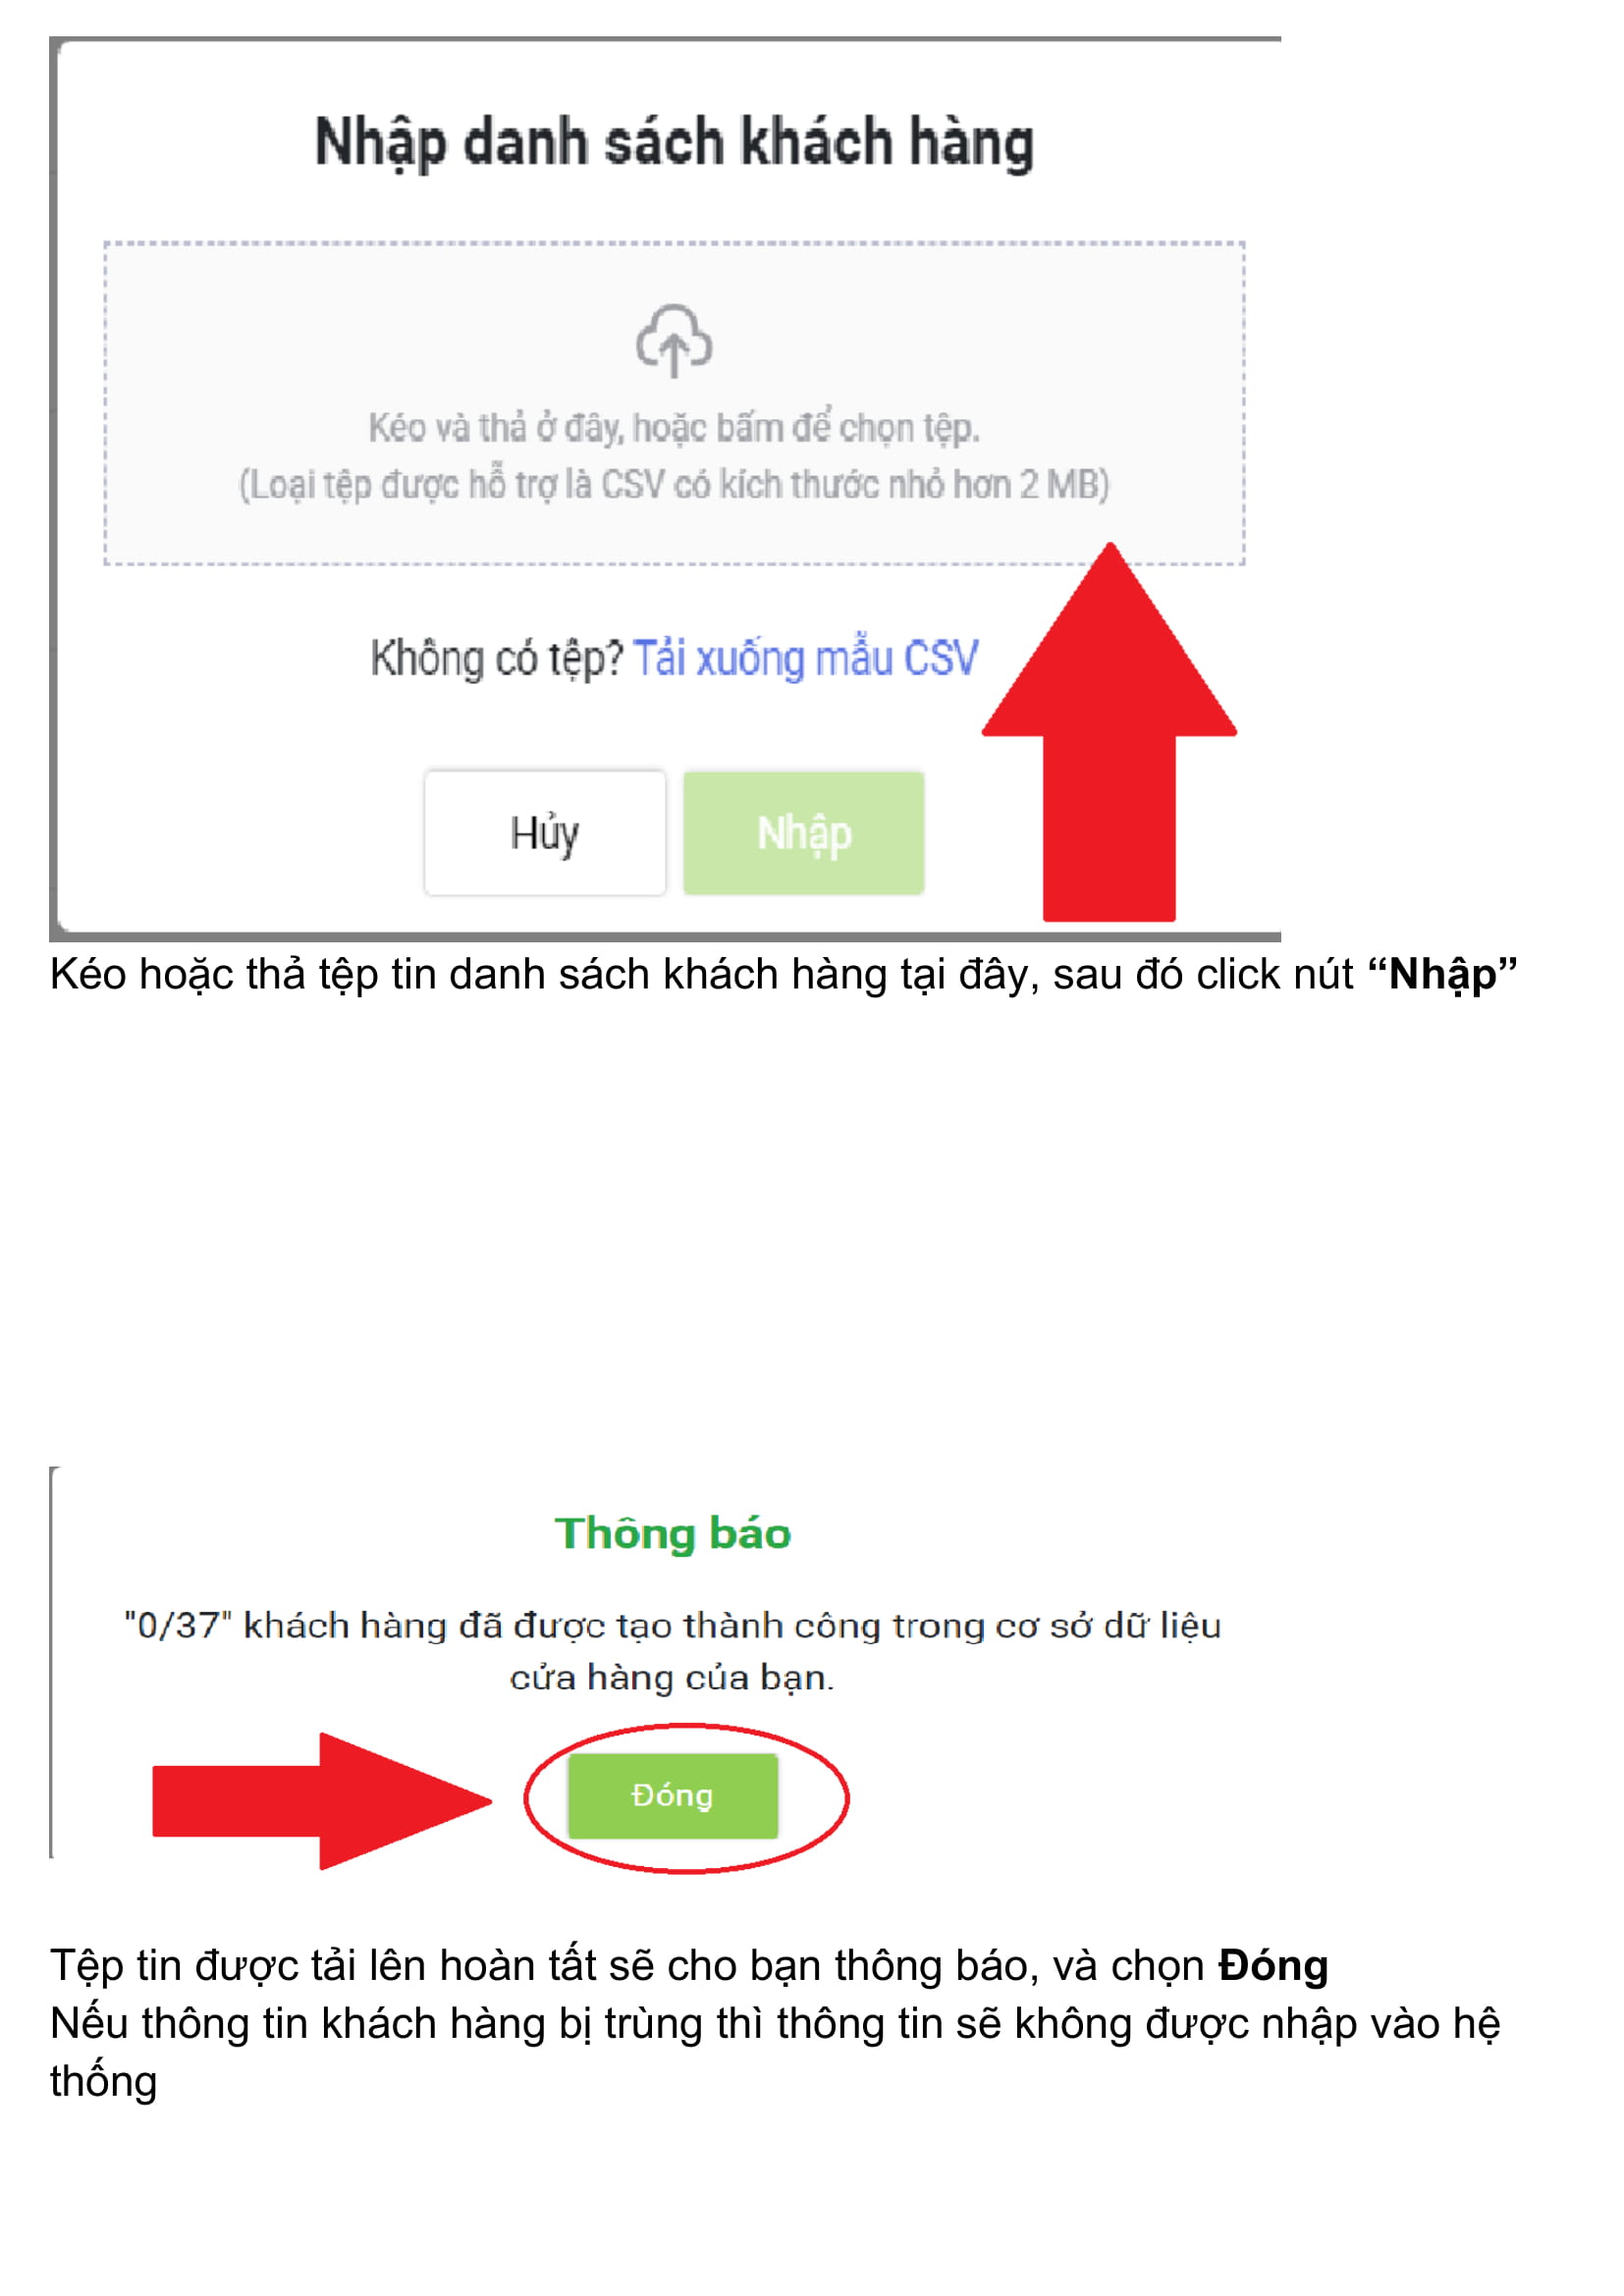 Nhập danh sách khách hàng
Kéo và thả ở đây, hoặc bấm để chọn tệp.
(Loại tệp được hỗ trợ là CSV có kích thước nhỏ hơn 2 MB)
Không có tệp? Tải xuống mẫu CSV
Hủy Nhập
Kéo hoặc thả tệp tin danh sách khách hàng tại đây, sau đó click nút “Nhập”
Thông báo
"0/37" khách hàng đã được tạo thành công trong cơ sở dữ liệu
cửa hàng của bạn.
Đóng
Tệp tin được tải lên hoàn tất sẽ cho bạn thông báo, và chọn Đóng
Nếu thông tin khách hàng bị trùng thì thông tin sẽ không được nhập vào hệ
thống